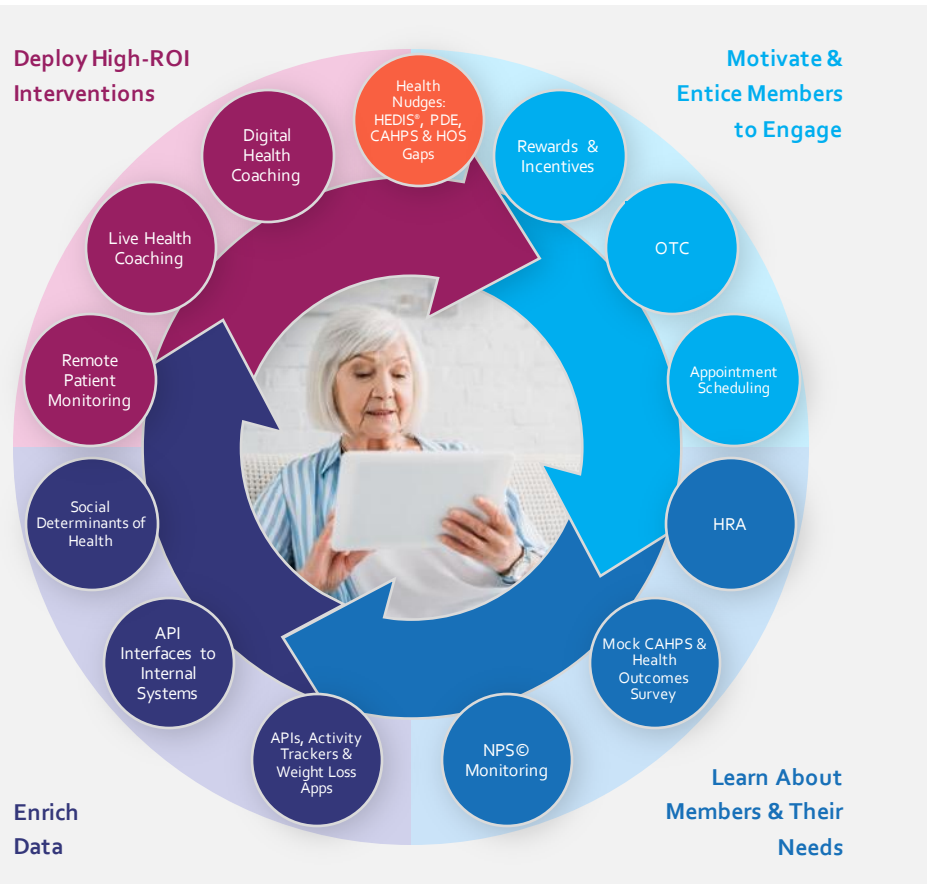 Deploy High-ROI
Interventions
Motivate &
Entice Members
to Engage
Health
Nudges:
HEDIS®, PDE,
CAHPS & HOS
Gaps
Rewards &
Incentives
OTC
Appointment
Scheduling
HRA
Mock CAHPS &
Health
Outcomes
Survey
NPS©
Monitoring
APIs, Activity
Trackers &
Weight Loss
Apps
API
Interfaces to
Internal
Systems
Social
Determinants of
Health
Remote
Patient
Monitoring
Live Health
Coaching
Digital
Health
Coaching
Enrich
Data
Learn About
Members & Their
Needs